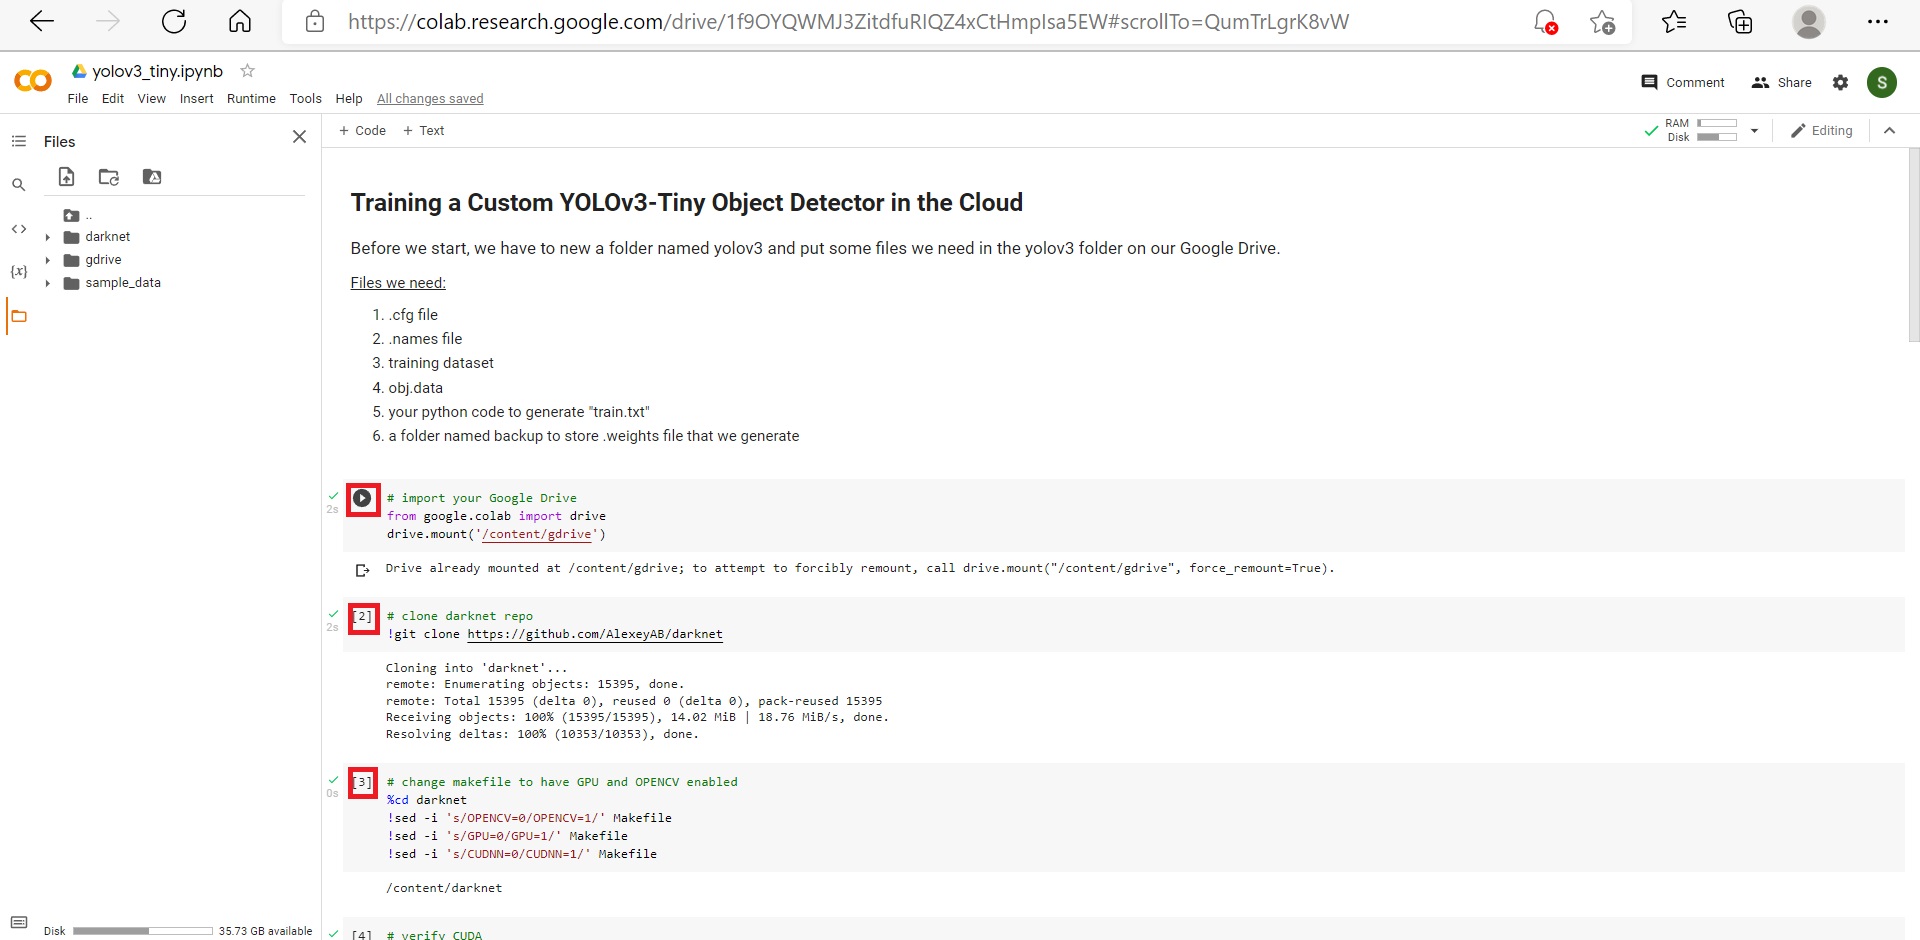 https://colab.research.google.com/drive/1f9OYQWMJ3ZitdfuRlQZ4xCtHmpIsa5EW#scrollTo=QumTrLgrK8vW
yolov3_tiny.ipynb
File Edit View Insert Runtime Tools Help All changes saved
Comment Share S
Files
+ Code + Text
RAM
Disk
Editing
..
darknet
gdrive
sample_data
{x}
Training a Custom YOLOv3-Tiny Object Detector in the Cloud
Before we start, we have to new a folder named yolov3 and put some files we need in the yolov3 folder on our Google Drive.
Files we need:
1. .cfg file
2. .names file
3. training dataset
4. obj.data
5. your python code to generate "train.txt"
6. a folder named backup to store .weights file that we generate
2s
# import your Google Drive
from google.colab import drive
drive.mount('/content/gdrive')
Drive already mounted at /content/gdrive; to attempt to forcibly remount, call drive.mount("/content/gdrive", force_remount=True).
2s
[2] # clone darknet repo
!git clone https://github.com/AlexeyAB/darknet
Cloning into 'darknet'...
remote: Enumerating objects: 15395, done.
remote: Total 15395 (delta 0), reused 0 (delta 0), pack-reused 15395
Receiving objects: 100% (15395/15395), 14.02 MiB | 18.76 MiB/s, done.
Resolving deltas: 100% (10353/10353), done.
0s
[3] # change makefile to have GPU and OPENCV enabled
%cd darknet
!sed -i 's/OPENCV=0/OPENCV=1/' Makefile
!sed -i 's/GPU=0/GPU=1/' Makefile
!sed -i 's/CUDNN=0/CUDNN=1/' Makefile
/content/darknet
[4] # verify CUDA
Disk 35.73 GB available